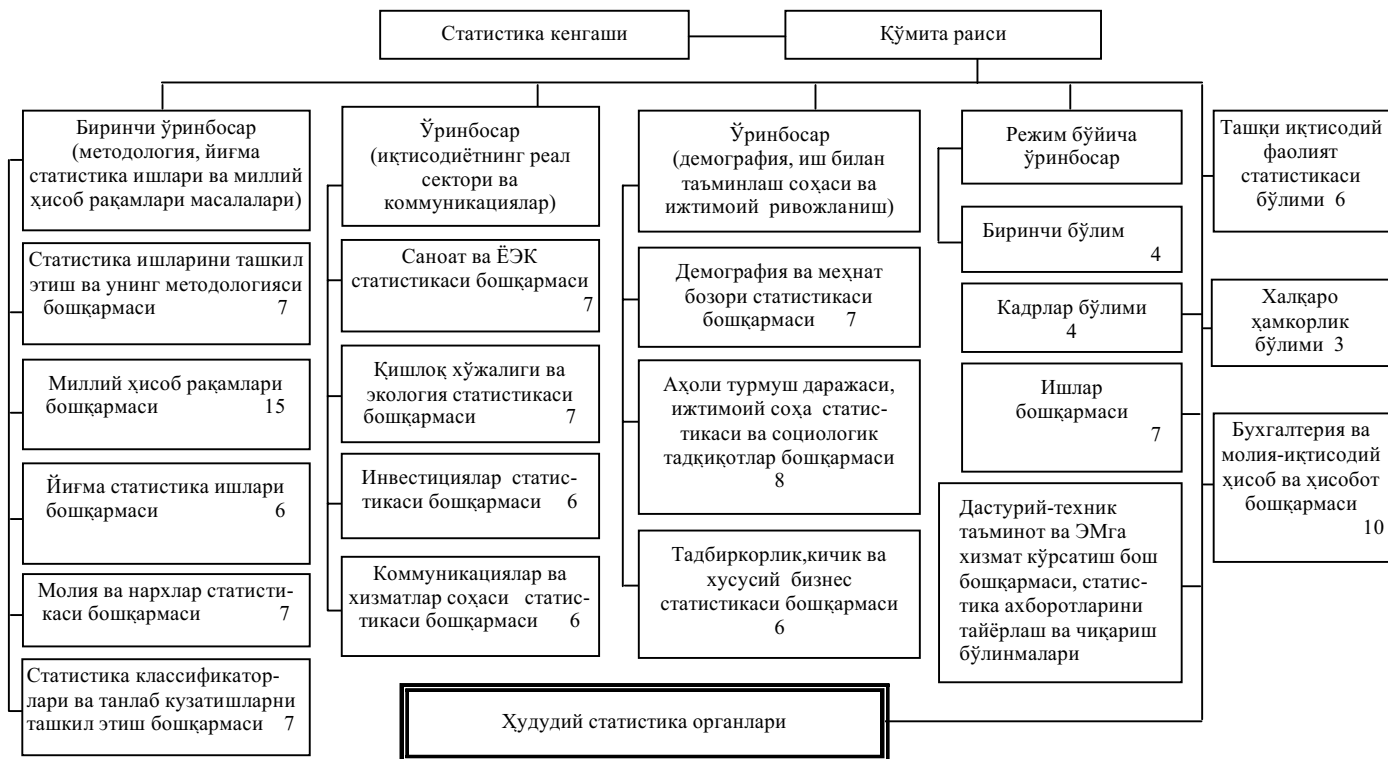 Статистика кенгаши
Қўмита раиси
Биринчи ўринбосар
(методология, йиғма
статистика ишлари ва миллий
ҳисоб рақамлари масалалари)
Статистика ишларини ташкил
этиш ва унинг методологияси
бошқармаси 7
Миллий ҳисоб рақамлари
бошқармаси 15
Йиғма статистика ишлари
бошқармаси 6
Молия ва нархлар статисти-
каси бошқармаси 7
Статистика классификатор-
лари ва танлаб кузатишларни
ташкил этиш бошқармаси 7
Ўринбосар
(иқтисодиётнинг реал
сектори ва
коммуникациялар)
Саноат ва ЁЭК
статистикаси бошқармаси
7
Қишлоқ хўжалиги ва
экология статистикаси
бошқармаси 7
Инвестициялар статис-
тикаси бошқармаси 6
Коммуникациялар ва
хизматлар соҳаси статис-
тикаси бошқармаси 6
Ўринбосар
(демография, иш билан
таъминлаш соҳаси ва
ижтимоий ривожланиш)
Демография ва меҳнат
бозори статистикаси
бошқармаси 7
Аҳоли турмуш даражаси,
ижтимоий соҳа статис-
тикаси ва социологик
тадқиқотлар бошқармаси
8
Тадбиркорлик,кичик ва
хусусий бизнес
статистикаси бошқармаси
6
Режим бўйича
ўринбосар
Биринчи бўлим
4
Кадрлар бўлими
4
Ишлар
бошқармаси
7
Дастурий-техник
таъминот ва ЭМга
хизмат кўрсатиш бош
бошқармаси, статис-
тика ахборотларини
тайёрлаш ва чиқариш
бўлинмалари
Ташқи иқтисодий
фаолият
статистикаси
бўлими 6
Халқаро
ҳамкорлик
бўлими 3
Бухгалтерия ва
молия-иқтисодий
ҳисоб ва ҳисобот
бошқармаси
10
Ҳудудий статистика органлари